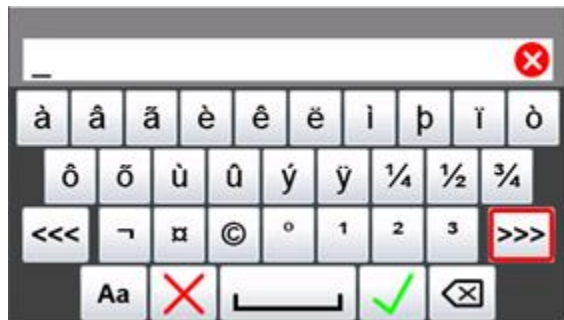 _
à â ã è ê ë ì þ ï ò
ô õ ù û ý ÿ ¼ ½ ¾
<<< ¬ ¤ © º ¹ ² ³ >>>
Aa